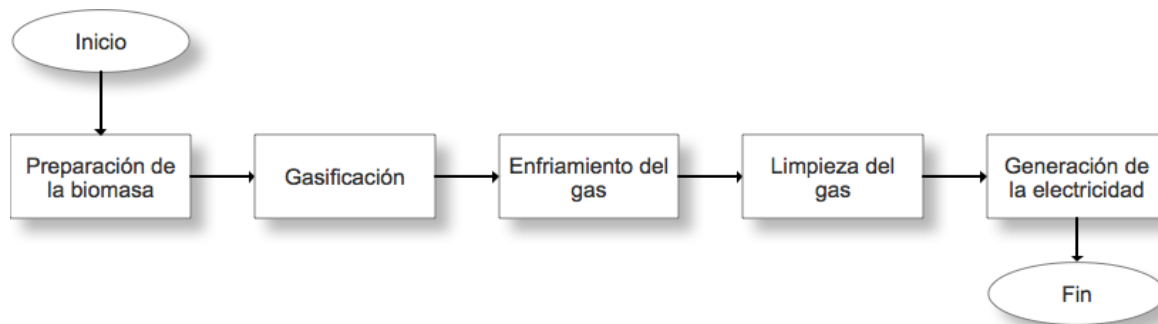 Inicio
Preparación de
la biomasa
Gasificación
Enfriamiento del
gas
Limpieza del
gas
Generación de
la electricidad
Fin